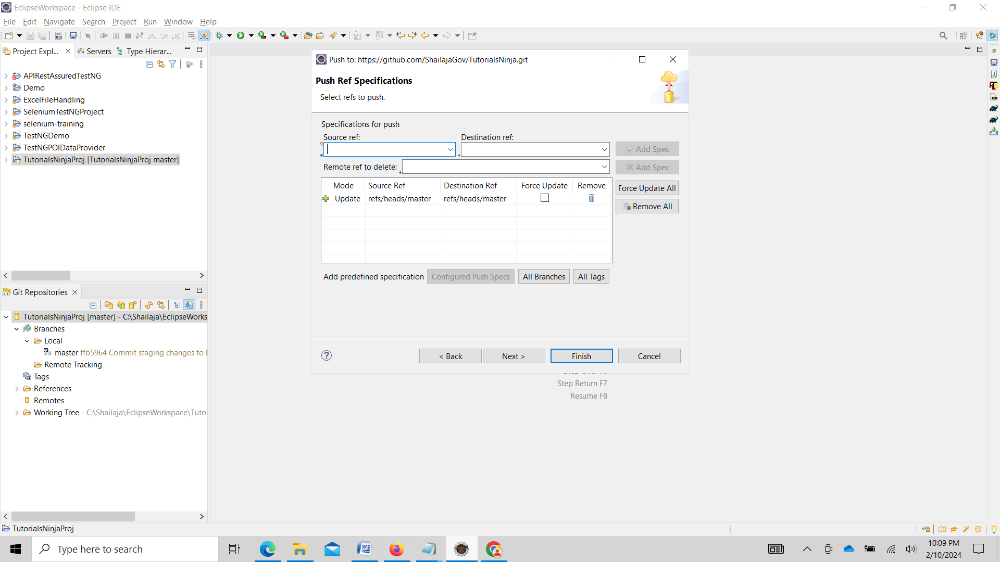 EclipseWorkspace - Eclipse IDE
File Edit Navigate Search Project Run Window Help
Project Expl... Servers Type Hierar...
APIRestAssuredTestNG
Demo
ExcelFileHandling
SeleniumTestNGProject
selenium-training
TestNGDemo
TestNGPOIDataProvider
TutorialsNinjaProj [TutorialsNinjaProj master]
Git Repositories
TutorialsNinjaProj [master] - C:\Shailaja\EclipseWorks
Branches
Local
master ffb5964 Commit staging changes to
Remote Tracking
Tags
References
Remotes
Working Tree - C:\Shailaja\EclipseWorkspace\Tutor
Push to: https://github.com/ShailajaGov/TutorialsNinja.git
Push Ref Specifications
Select refs to push.
Specifications for push
Source ref: Destination ref:
Add Spec
Remote ref to delete: Add Spec
Mode Source Ref Destination Ref Force Update Remove
Update refs/heads/master refs/heads/master
Force Update All
Remove All
Add predefined specification Configured Push Specs All Branches All Tags
< Back Next > Finish Cancel
Step Return F7
Resume F8
TutorialsNinjaProj
Type here to search
10:09 PM
2/10/2024